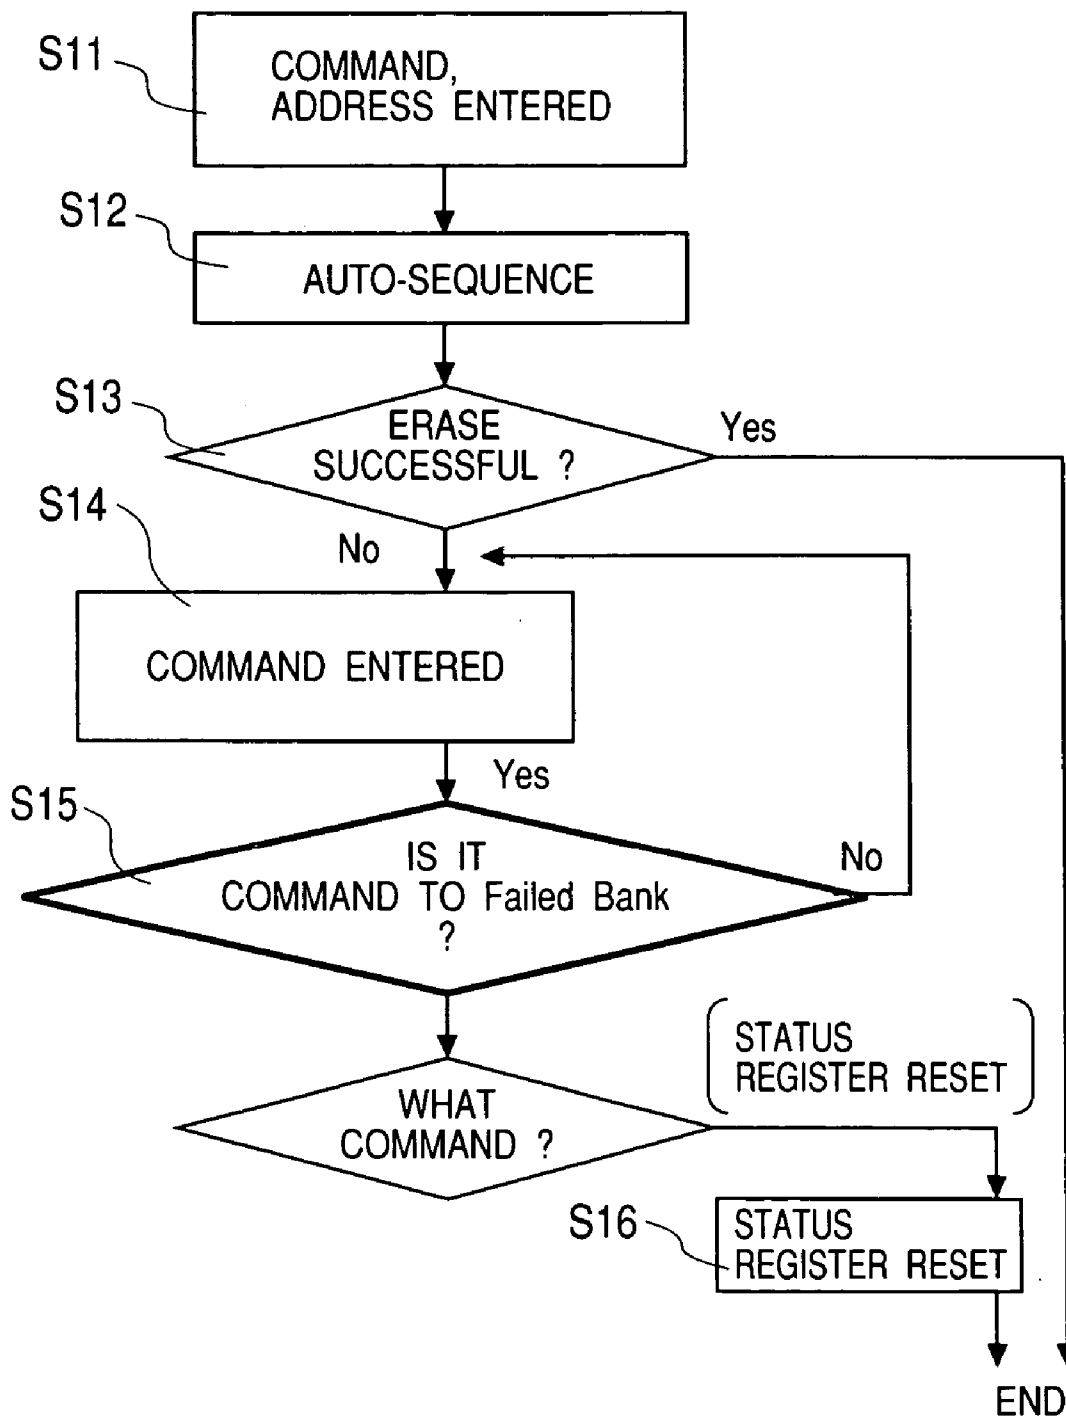 S11
COMMAND,
ADDRESS ENTERED
S12
AUTO-SEQUENCE
S13
ERASE
SUCCESSFUL ?
Yes
No
S14
COMMAND ENTERED
Yes
S15
IS IT
COMMAND TO Failed Bank
?
No
STATUS
REGISTER RESET
WHAT
COMMAND ?
S16
STATUS
REGISTER RESET
END